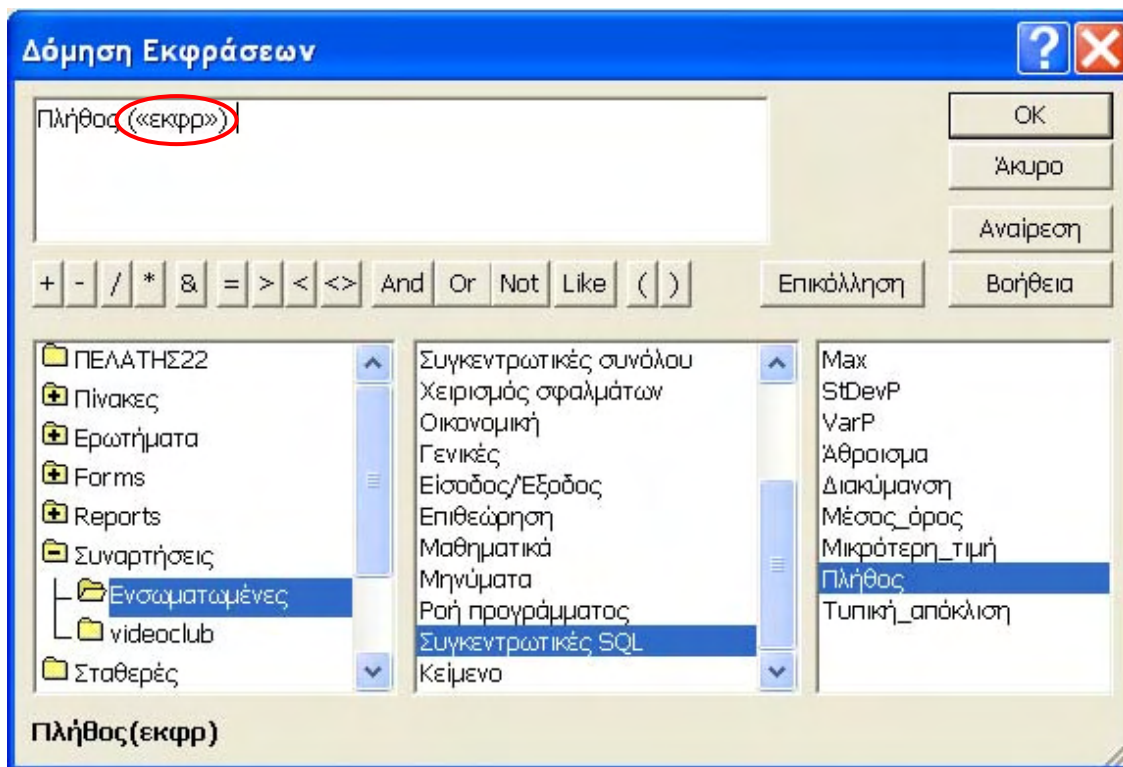 Δόμηση Εκφράσεων
Πλήθος («εκφρ»)
OK
Άκυρο
Αναίρεση
+ - / * & = > < <> And Or Not Like ( ) Επικόλληση Βοήθεια
ΠΕΛΑΤΗΣ22
Πίνακες
Ερωτήματα
Forms
Reports
Συναρτήσεις
Ενσωματωμένες
videoclub
Σταθερές
Συγκεντρωτικές συνόλου
Χειρισμός σφαλμάτων
Οικονομική
Γενικές
Είσοδος/Έξοδος
Επιθεώρηση
Μαθηματικά
Μηνύματα
Ροή προγράμματος
Συγκεντρωτικές SQL
Κείμενο
Max
StDevP
VarP
Άθροισμα
Διακύμανση
Μέσος_όρος
Μικρότερη_τιμή
Πλήθος
Τυπική_απόκλιση
Πλήθος(εκφρ)